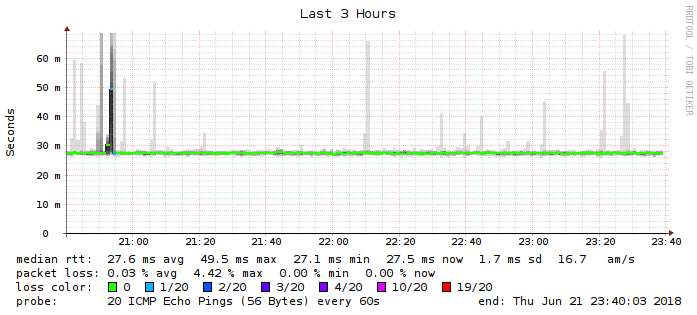 Last 3 Hours
RRDTOOL / TOBI OETIKER
Seconds
60 m
50 m
40 m
30 m
20 m
10 m
0
21:00 21:20 21:40 22:00 22:20 22:40 23:00 23:20 23:40
median rtt: 27.6 ms avg 49.5 ms max 27.1 ms min 27.5 ms now 1.7 ms sd 16.7 am/s
packet loss: 0.03 % avg 4.42 % max 0.00 % min 0.00 % now
loss color: 0 1/20 2/20 3/20 4/20 10/20 19/20
probe: 20 ICMP Echo Pings (56 Bytes) every 60s end: Thu Jun 21 23:40:03 2018